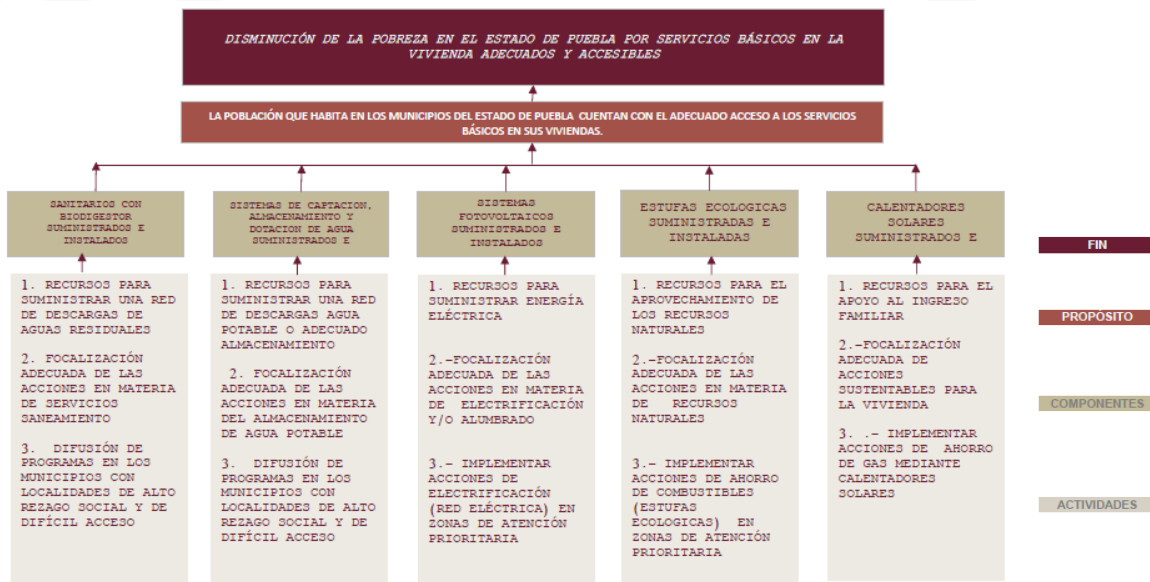 DISMINUCIÓN DE LA POBREZA EN EL ESTADO DE PUEBLA POR SERVICIOS BÁSICOS EN LA
VIVIENDA ADECUADOS Y ACCESIBLES
LA POBLACIÓN QUE HABITA EN LOS MUNICIPIOS DEL ESTADO DE PUEBLA CUENTAN CON EL ADECUADO ACCESO A LOS SERVICIOS
BÁSICOS EN SUS VIVIENDAS.
SANITARIOS CON
BIODIGESTOR
SUMINISTRADOS E
INSTALADOS
SISTEMAS DE CAPTACION,
ALMACENAMIENTO Y
DOTACION DE AGUA
SUMINISTRADOS E
SISTEMAS
FOTOVOLTAICOS
SUMINISTRADOS E
INSTALADOS
ESTUFAS ECOLOGICAS
SUMINISTRADAS E
INSTALADAS
CALENTADORES
SOLARES
SUMINISTRADOS E
1. RECURSOS PARA
SUMINISTRAR UNA RED
DE DESCARGAS DE
AGUAS RESIDUALES
2. FOCALIZACIÓN
ADECUADA DE LAS
ACCIONES EN MATERIA
DE SERVICIOS
SANEAMIENTO
3. DIFUSIÓN DE
PROGRAMAS EN LOS
MUNICIPIOS CON
LOCALIDADES DE ALTO
REZAGO SOCIAL Y DE
DIFÍCIL ACCESO
1. RECURSOS PARA
SUMINISTRAR UNA RED
DE DESCARGAS AGUA
POTABLE O ADECUADO
ALMACENAMIENTO
2. FOCALIZACIÓN
ADECUADA DE LAS
ACCIONES EN MATERIA
DEL ALMACENAMIENTO
DE AGUA POTABLE
3. DIFUSIÓN DE
PROGRAMAS EN LOS
MUNICIPIOS CON
LOCALIDADES DE ALTO
REZAGO SOCIAL Y DE
DIFÍCIL ACCESO
1. RECURSOS PARA
SUMINISTRAR ENERGÍA
ELÉCTRICA
2.-FOCALIZACIÓN
ADECUADA DE LAS
ACCIONES EN MATERIA
DE ELECTRIFICACIÓN
Y/O ALUMBRADO
3.- IMPLEMENTAR
ACCIONES DE
ELECTRIFICACIÓN
(RED ELÉCTRICA) EN
ZONAS DE ATENCIÓN
PRIORITARIA
1. RECURSOS PARA EL
APROVECHAMIENTO DE
LOS RECURSOS
NATURALES
2.-FOCALIZACIÓN
ADECUADA DE LAS
ACCIONES EN MATERIA
DE RECURSOS
NATURALES
3.- IMPLEMENTAR
ACCIONES DE AHORRO
DE COMBUSTIBLES
(ESTUFAS
ECOLOGICAS) EN
ZONAS DE ATENCIÓN
PRIORITARIA
1. RECURSOS PARA EL
APOYO AL INGRESO
FAMILIAR
2.-FOCALIZACIÓN
ADECUADA DE
ACCIONES
SUSTENTABLES PARA
LA VIVIENDA
3. .- IMPLEMENTAR
ACCIONES DE AHORRO
DE GAS MEDIANTE
CALENTADORES
SOLARES
FIN
PROPÓSITO
COMPONENTES
ACTIVIDADES